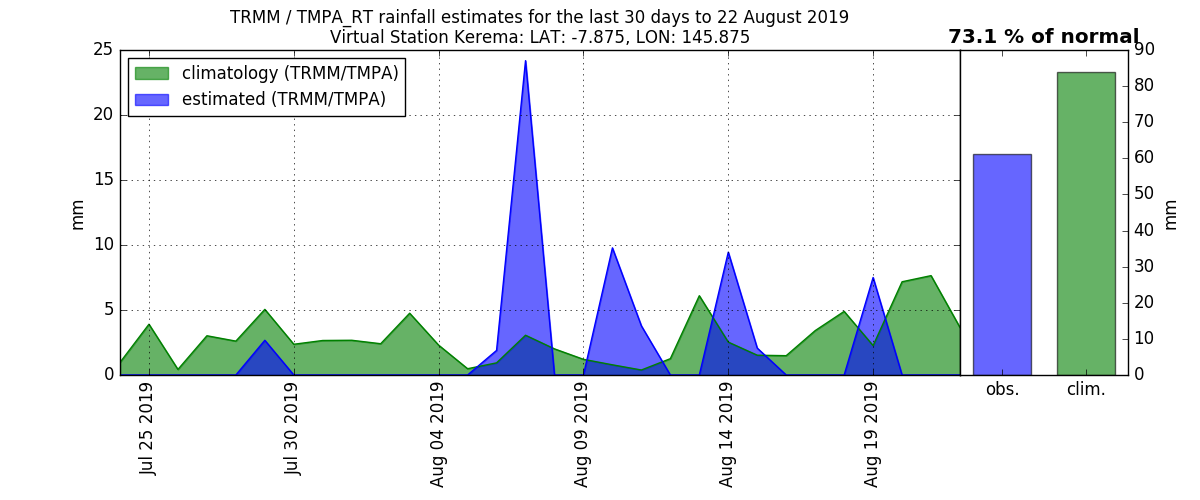 TRMM / TMPA_RT rainfall estimates for the last 30 days to 22 August 2019
Virtual Station Kerema: LAT: -7.875, LON: 145.875
73.1 % of normal
climatology (TRMM/TMPA)
estimated (TRMM/TMPA)
25
20
15
10
5
0
mm
Jul 25 2019
Jul 30 2019
Aug 04 2019
Aug 09 2019
Aug 14 2019
Aug 19 2019
obs.
clim.
90
80
70
60
50
40
30
20
10
0
mm